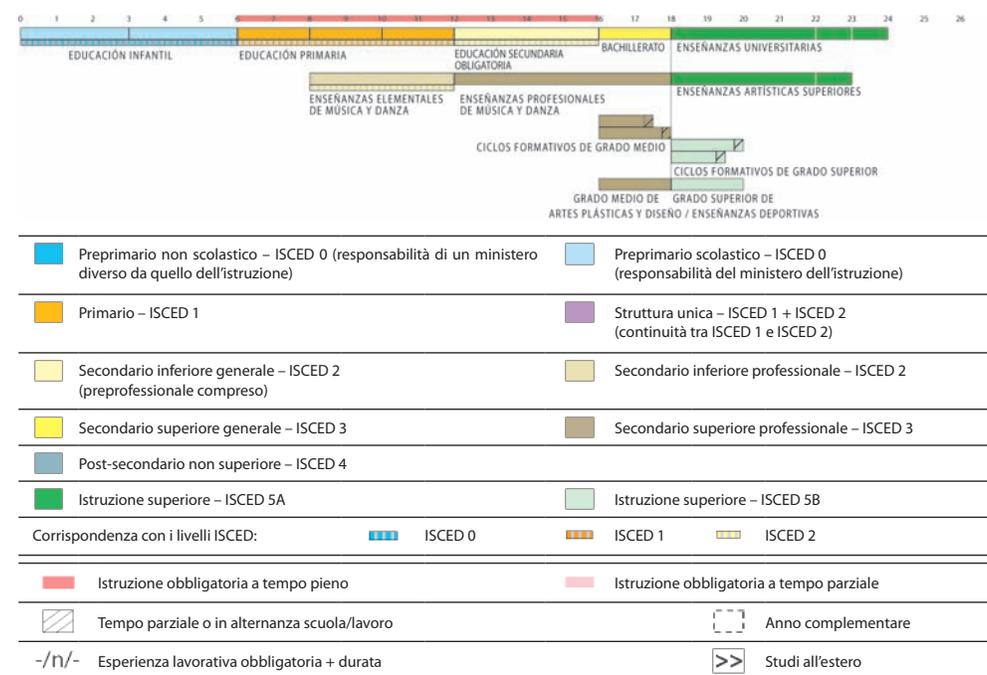 0 1 2 3 4 5 6 7 8 9 10 11 12 13 14 15 16 17 18 19 20 21 22 23 24 25 26
EDUCACIÓN INFANTIL
EDUCACIÓN PRIMARIA
EDUCACIÓN SECUNDARIA
OBLIGATORIA
BACHILLERATO
ENSEÑANZAS UNIVERSITARIAS
ENSEÑANZAS ELEMENTALES
DE MÚSICA Y DANZA
ENSEÑANZAS PROFESIONALES
DE MÚSICA Y DANZA
ENSEÑANZAS ARTÍSTICAS SUPERIORES
CICLOS FORMATIVOS DE GRADO MEDIO
CICLOS FORMATIVOS DE GRADO SUPERIOR
GRADO MEDIO DE GRADO SUPERIOR DE
ARTES PLÁSTICAS Y DISEÑO / ENSEÑANZAS DEPORTIVAS
Preprimario non scolastico – ISCED 0 (responsabilità di un ministero
diverso da quello dell'istruzione)
Preprimario scolastico – ISCED 0
(responsabilità del ministero dell'istruzione)
Primario – ISCED 1
Struttura unica – ISCED 1 + ISCED 2
(continuità tra ISCED 1 e ISCED 2)
Secondario inferiore generale – ISCED 2
(preprofessionale compreso)
Secondario inferiore professionale – ISCED 2
Secondario superiore generale – ISCED 3
Secondario superiore professionale – ISCED 3
Post-secondario non superiore – ISCED 4
Istruzione superiore – ISCED 5A
Istruzione superiore – ISCED 5B
Corrispondenza con i livelli ISCED: ISCED 0 ISCED 1 ISCED 2
Istruzione obbligatoria a tempo pieno
Istruzione obbligatoria a tempo parziale
Tempo parziale o in alternanza scuola/lavoro
Anno complementare
-/n/- Esperienza lavorativa obbligatoria + durata
>> Studi all'estero